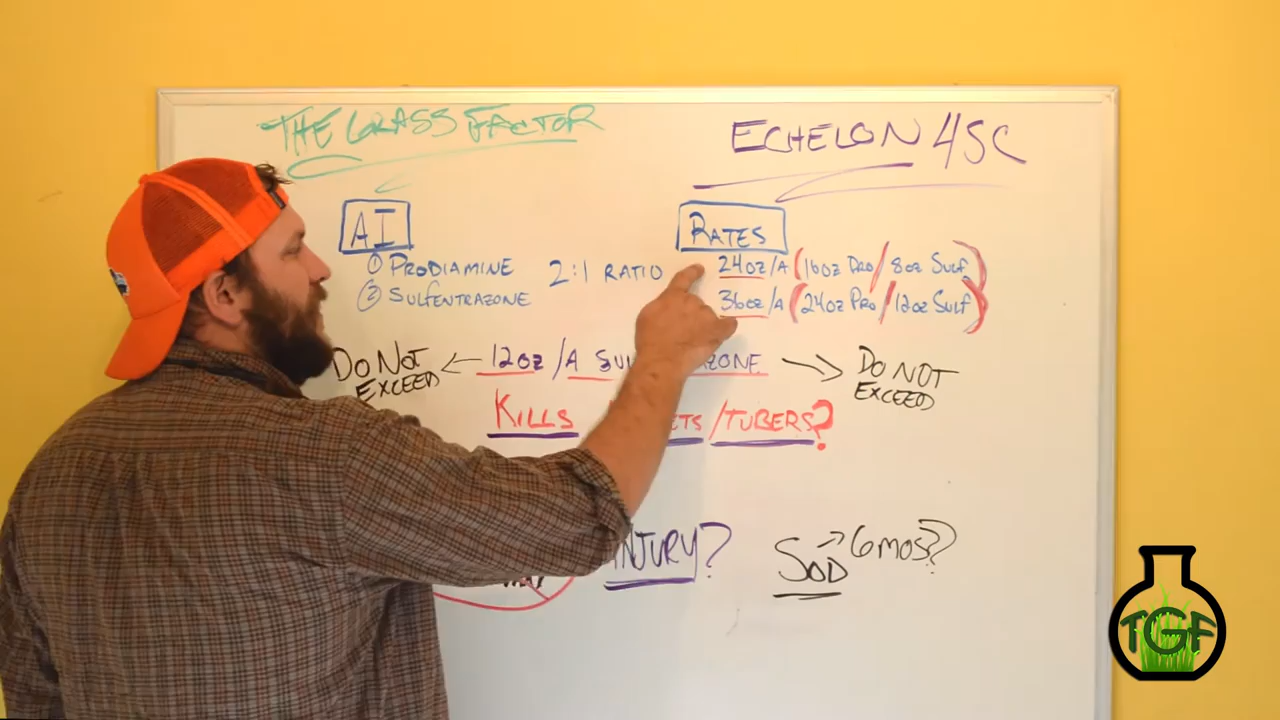 THE GRASS FACTOR
ECHELON 4SC
AI
RATES
① PRODIAMINE
2:1 RATIO
24oz/A (16oz Pro/8oz Sulf)
② SULFENTRAZONE
36oz/A (24oz Pro/12oz Sulf)
DO NOT
EXCEED
12oz/A
DO NOT
EXCEED
KILLS
/TUBERS?
INJURY?
SOD → 6 mos?
TGF